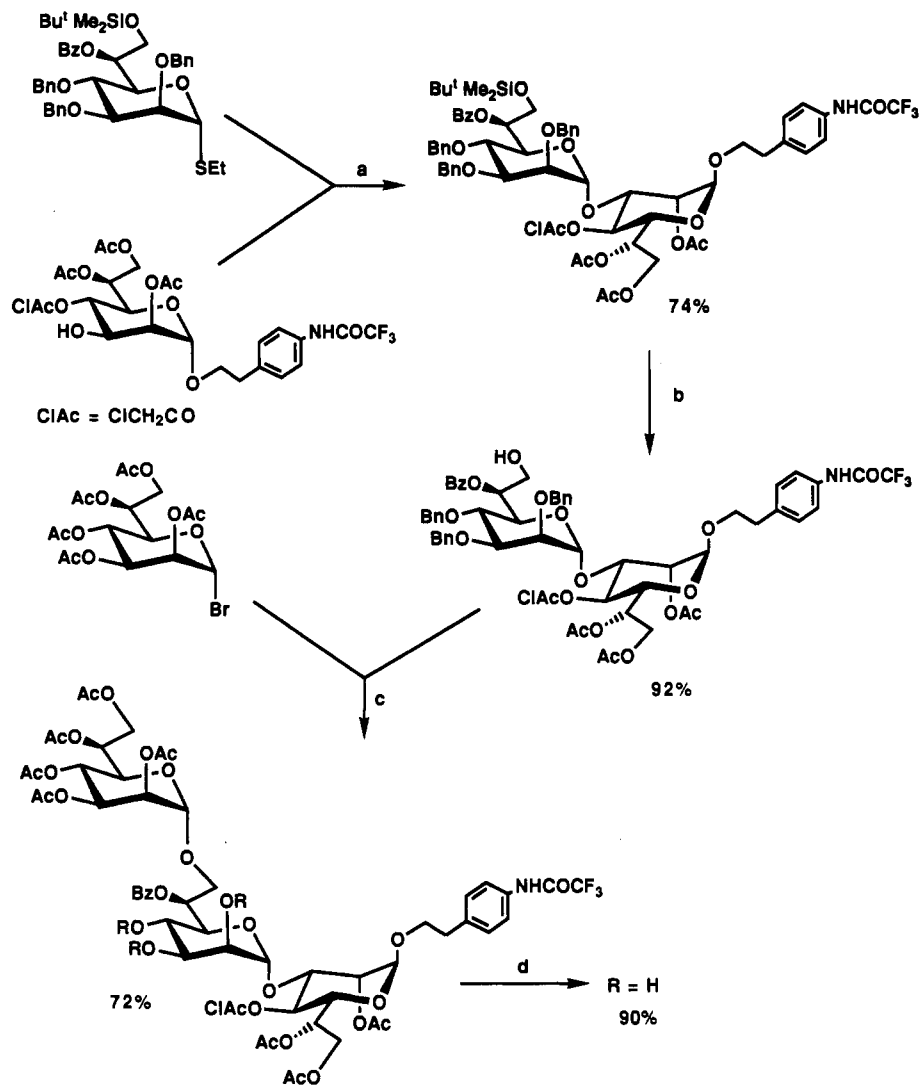 Buᵗ Me₂SIO
BzO
OBn
BnO
BnO
O
SEt
a
Buᵗ Me₂SIO
BzO
OBn
BnO
BnO
O
O
ClAcO
AcO
AcO
OAc
O
O
NHCOCF₃
74%
AcO
AcO
OAc
ClAcO
HO
O
O
NHCOCF₃
ClAc = ClCH₂CO
b
AcO
AcO
OAc
AcO
AcO
O
Br
HO
BzO
OBn
BnO
BnO
O
O
ClAcO
AcO
AcO
OAc
O
O
NHCOCF₃
92%
c
AcO
AcO
OAc
AcO
AcO
O
O
BzO
OR
RO
RO
O
O
ClAcO
AcO
AcO
OAc
O
O
NHCOCF₃
72%
d
R = H
90%